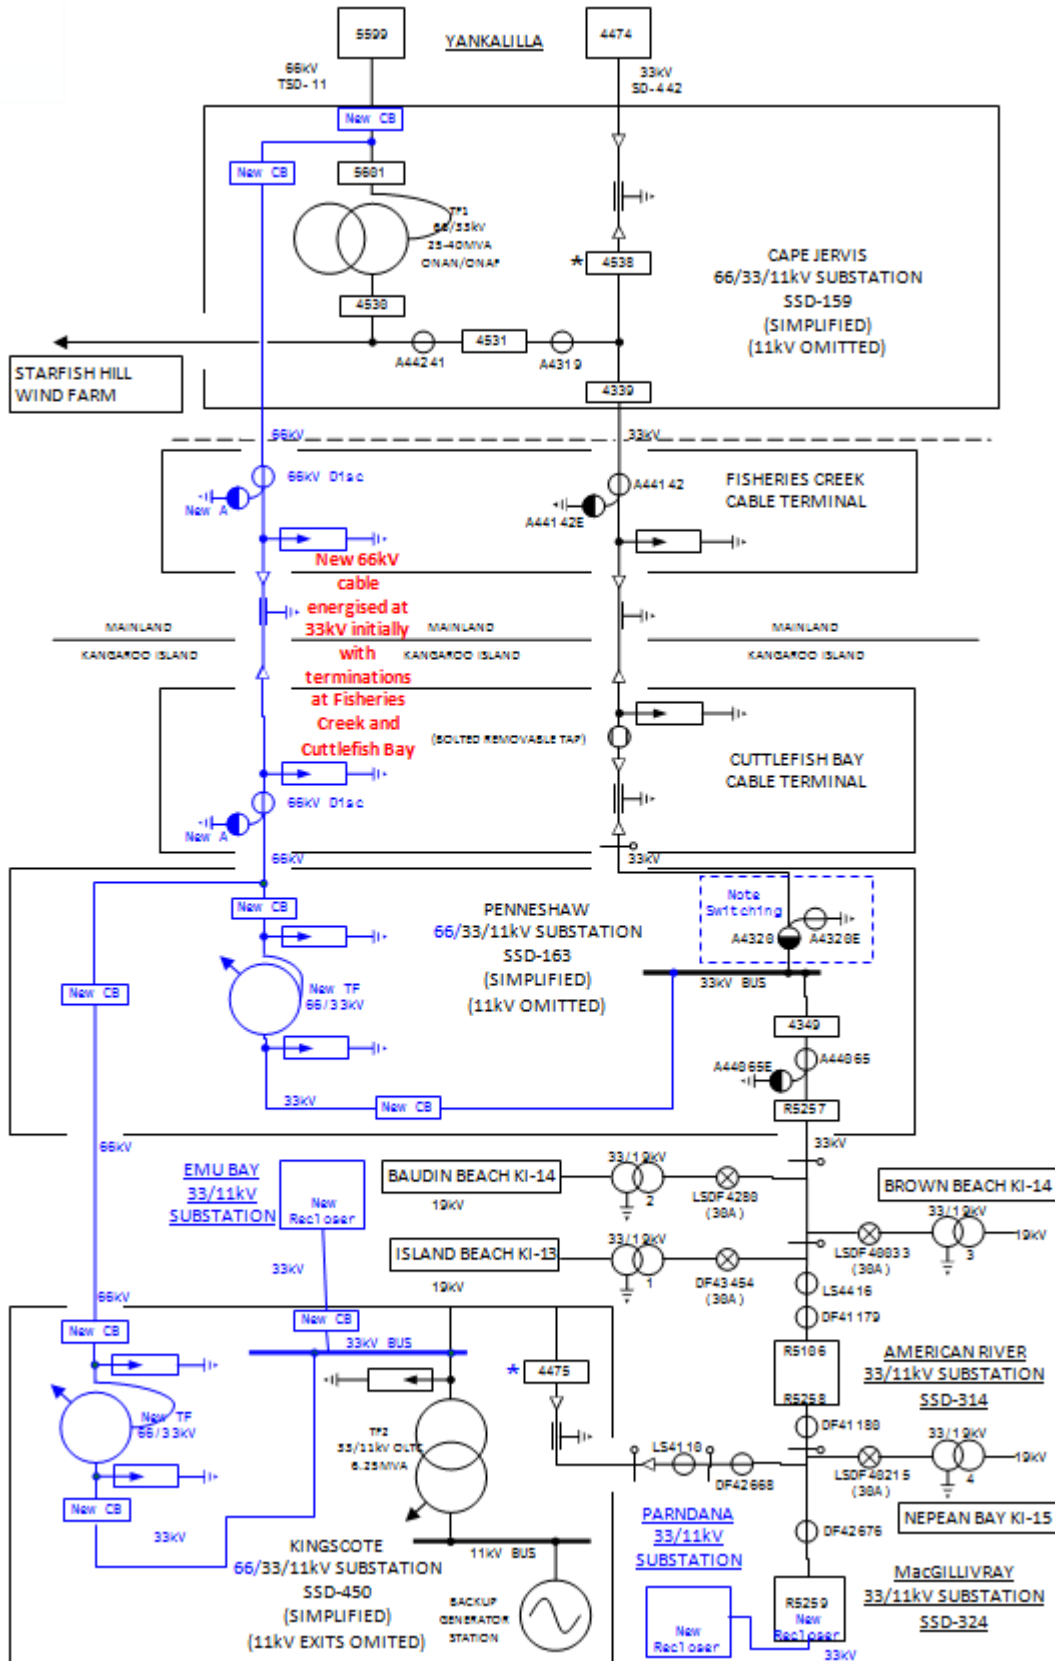 5599
YANKALILLA
4474
66kV
TSD-11
33kV
SD-442
New CB
New CB
5601
TF1
66/33kV
25-40MVA
ONAN/ONAF
* 4538
CAPE JERVIS
66/33/11kV SUBSTATION
SSD-159
(SIMPLIFIED)
(11kV OMITTED)
4530
4531
A44241
A4319
STARFISH HILL
WIND FARM
4339
66kV
33kV
66kV Disc
New A
A44142
A44142E
FISHERIES CREEK
CABLE TERMINAL
New 66kV
cable
energised at
33kV initially
with
terminations
at Fisheries
Creek and
Cuttlefish Bay
MAINLAND
MAINLAND
MAINLAND
KANGAROO ISLAND
KANGAROO ISLAND
KANGAROO ISLAND
(BOLTED REMOVABLE TAP)
CUTTLEFISH BAY
CABLE TERMINAL
66kV Disc
New A
66kV
33kV
New CB
PENNESHAW
66/33/11kV SUBSTATION
SSD-163
(SIMPLIFIED)
(11kV OMITTED)
Note
Switching
A4320
A4320E
New CB
New TF
66/33kV
33kV BUS
4349
A44065
A44065E
33kV
New CB
R5257
66kV
33kV
EMU BAY
33/11kV
SUBSTATION
New
Recloser
BAUDIN BEACH KI-14
19kV
33/19kV
2
LSDF4280
(30A)
BROWN BEACH KI-14
33/19kV
19kV
3
LSDF40033
(30A)
ISLAND BEACH KI-13
19kV
33/19kV
1
DF43454
(30A)
LS4416
DF41179
33kV
66kV
New CB
New CB
33kV BUS
* 4475
R5106
R5258
AMERICAN RIVER
33/11kV SUBSTATION
SSD-314
New TF
66/33kV
TF2
33/11kV OLTC
6.25MVA
DF41180
33/19kV
19kV
4
LSDF40215
(30A)
LS4110
DF42668
NEPEAN BAY KI-15
New CB
33kV
DF42676
PARNDANA
33/11kV
SUBSTATION
KINGSCOTE
66/33/11kV SUBSTATION
SSD-450
(SIMPLIFIED)
(11kV EXITS OMITED)
11kV BUS
BACKUP
GENERATOR
STATION
New
Recloser
R5259
New
Recloser
33kV
MacGILLIVRAY
33/11kV SUBSTATION
SSD-324